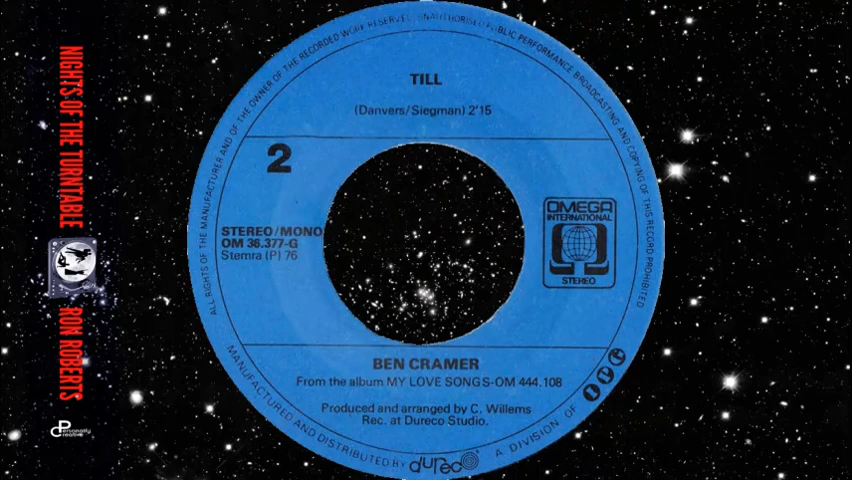 NIGHTS OF THE TURNTABLE
RON ROBERTS
Personally
Creative
ALL RIGHTS OF THE MANUFACTURER AND OF THE OWNER OF THE RECORDED WORK RESERVED UNAUTHORISED PUBLIC PERFORMANCE BROADCASTING AND COPYING OF THIS RECORD PROHIBITED
TILL
(Danvers/Siegman) 2'15
2
STEREO/MONO
OM 36.377-G
Stemra (P) 76
OMEGA
INTERNATIONAL
STEREO
BEN CRAMER
From the album MY LOVE SONGS-OM 444.108
Produced and arranged by C. Willems
Rec. at Dureco Studio.
MANUFACTURED AND DISTRIBUTED BY dureco A DIVISION OF